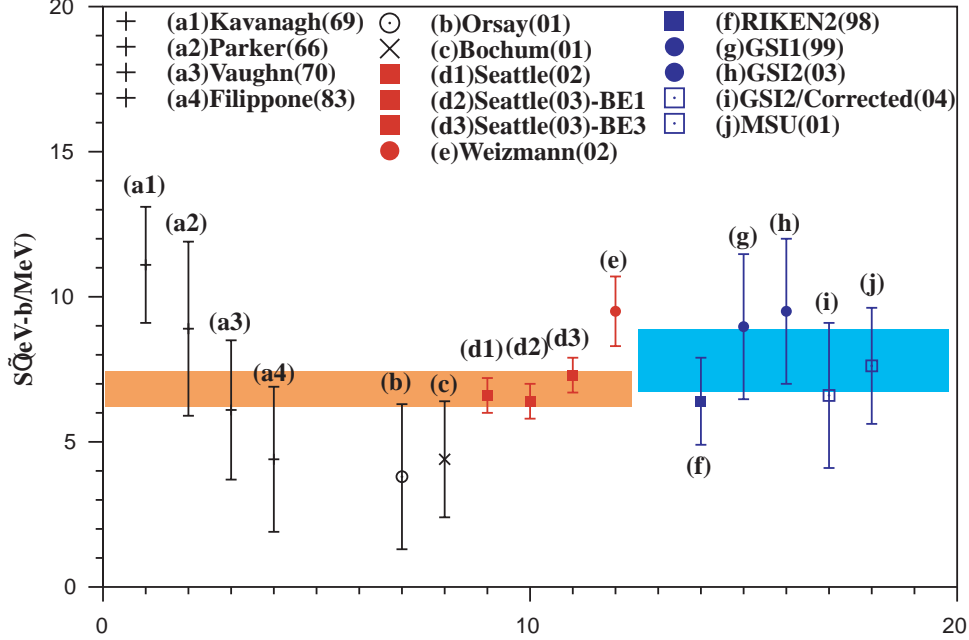 (a1)Kavanagh(69)
(a2)Parker(66)
(a3)Vaughn(70)
(a4)Filippone(83)
(b)Orsay(01)
(c)Bochum(01)
(d1)Seattle(02)
(d2)Seattle(03)-BE1
(d3)Seattle(03)-BE3
(e)Weizmann(02)
(f)RIKEN2(98)
(g)GSI1(99)
(h)GSI2(03)
(i)GSI2/Corrected(04)
(j)MSU(01)
20
15
10
5
0
(a1)
(a2)
(a3)
(a4)
(b)
(c)
(d1)
(d2)
(d3)
(e)
(f)
(g)
(h)
(i)
(j)
0
10
20